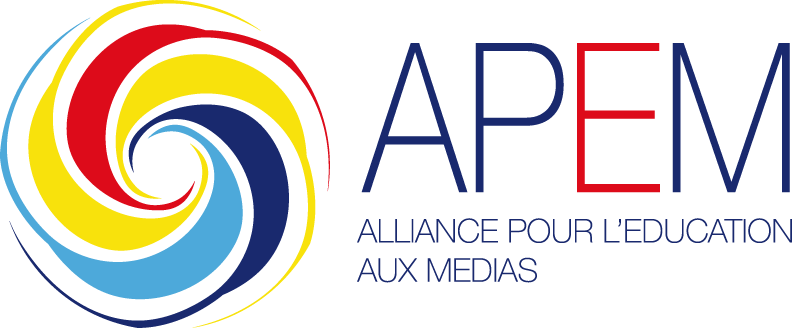 APEM
ALLIANCE POUR L'EDUCATION
AUX MEDIAS